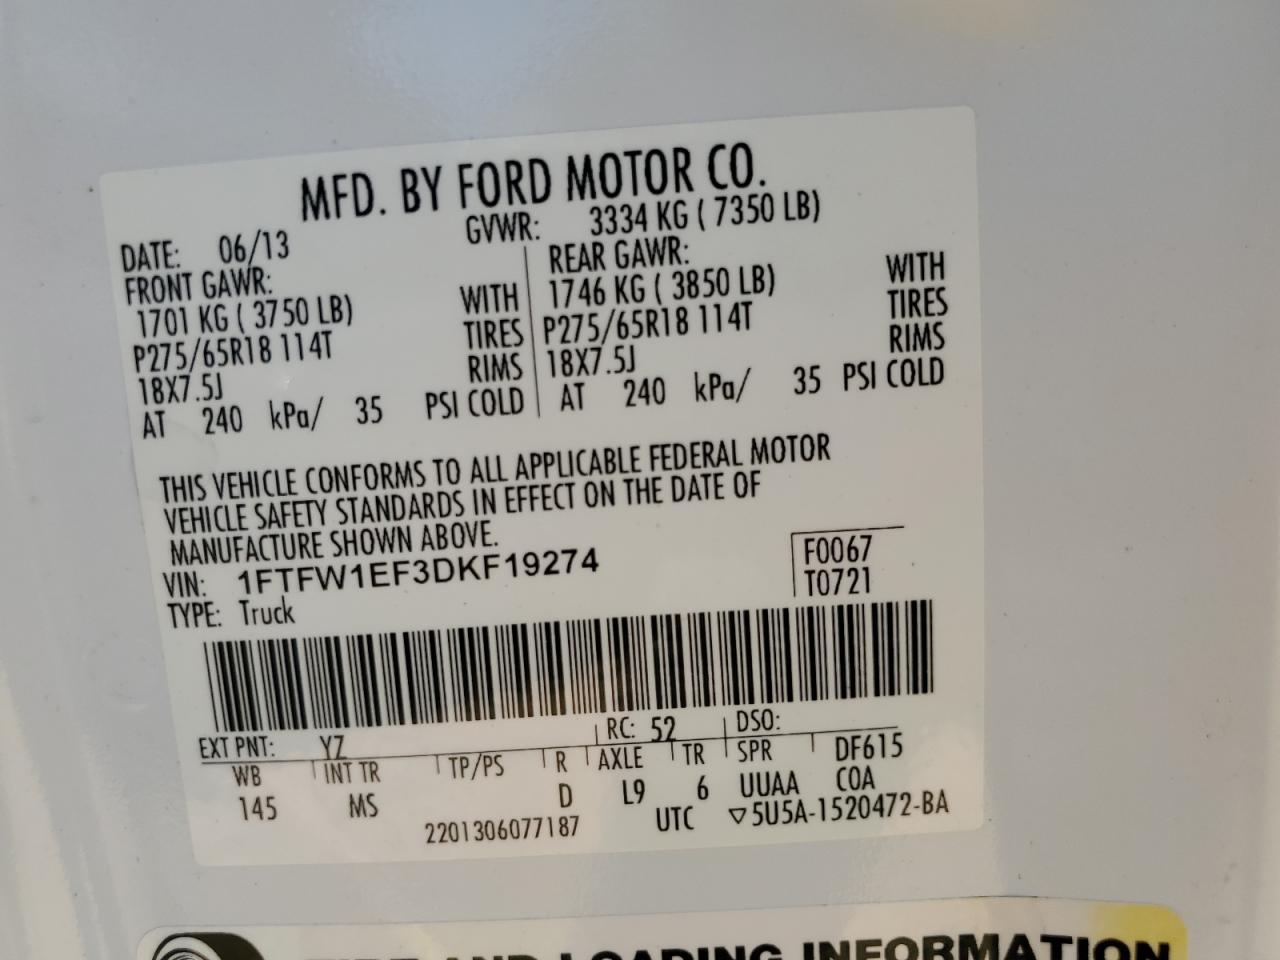 MFD. BY FORD MOTOR CO.
DATE: 06/13 GVWR: 3334 KG ( 7350 LB)
FRONT GAWR:
1701 KG ( 3750 LB) WITH
P275/65R18 114T TIRES
18X7.5J RIMS
AT 240 kPa/ 35 PSI COLD
REAR GAWR:
1746 KG ( 3850 LB) WITH
P275/65R18 114T TIRES
18X7.5J RIMS
AT 240 kPa/ 35 PSI COLD
THIS VEHICLE CONFORMS TO ALL APPLICABLE FEDERAL MOTOR
VEHICLE SAFETY STANDARDS IN EFFECT ON THE DATE OF
MANUFACTURE SHOWN ABOVE.
VIN: 1FTFW1EF3DKF19274
TYPE: Truck
F0067
T0721
EXT PNT: YZ RC: 52 DSO:
WB INT TR TP/PS R AXLE TR SPR DF615
145 MS D L9 6 UUAA COA
2201306077187 UTC ▽5U5A-1520472-BA
TIRE AND LOADING INFORMATION